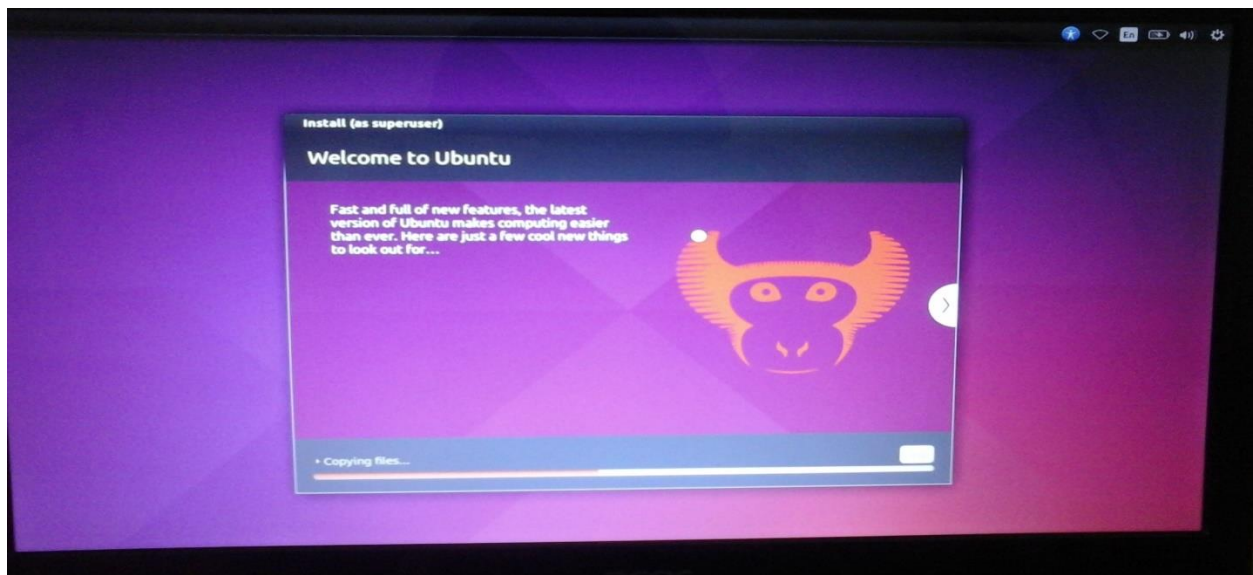 En
Install (as superuser)
Welcome to Ubuntu
Fast and full of new features, the latest
version of Ubuntu makes computing easier
than ever. Here are just a few cool new things
to look out for...
Copying files...